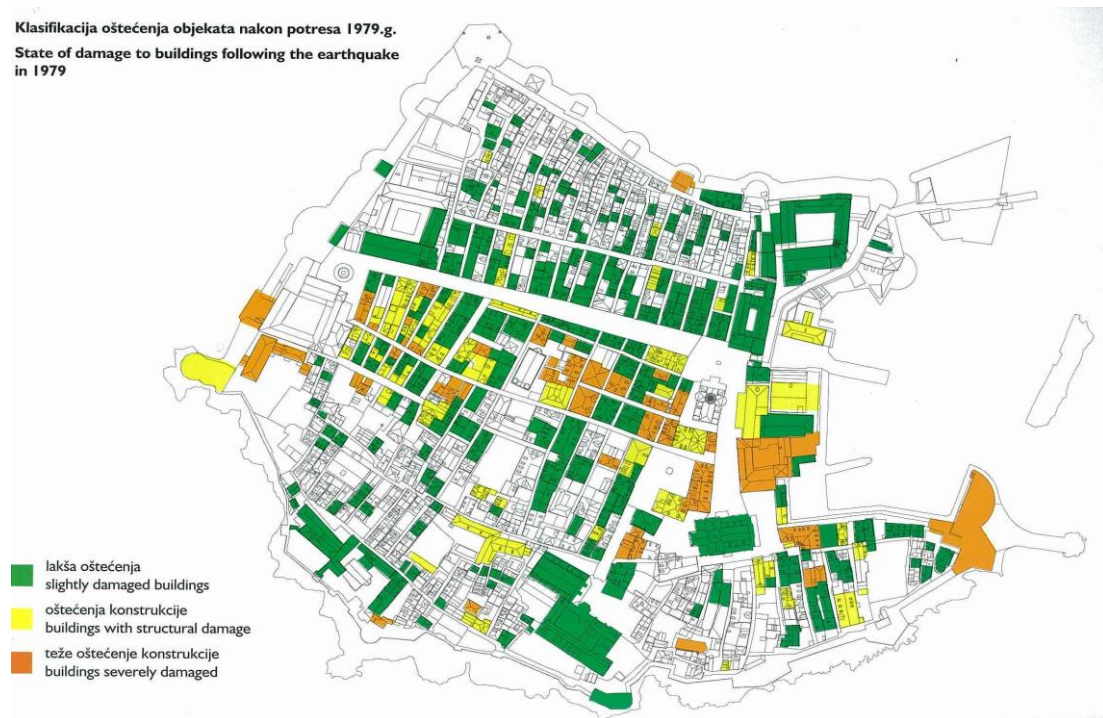 Klasifikacija oštećenja objekata nakon potresa 1979.g.
State of damage to buildings following the earthquake
in 1979
lakša oštećenja
slightly damaged buildings
oštećenja konstrukcije
buildings with structural damage
teže oštećenje konstrukcije
buildings severely damaged